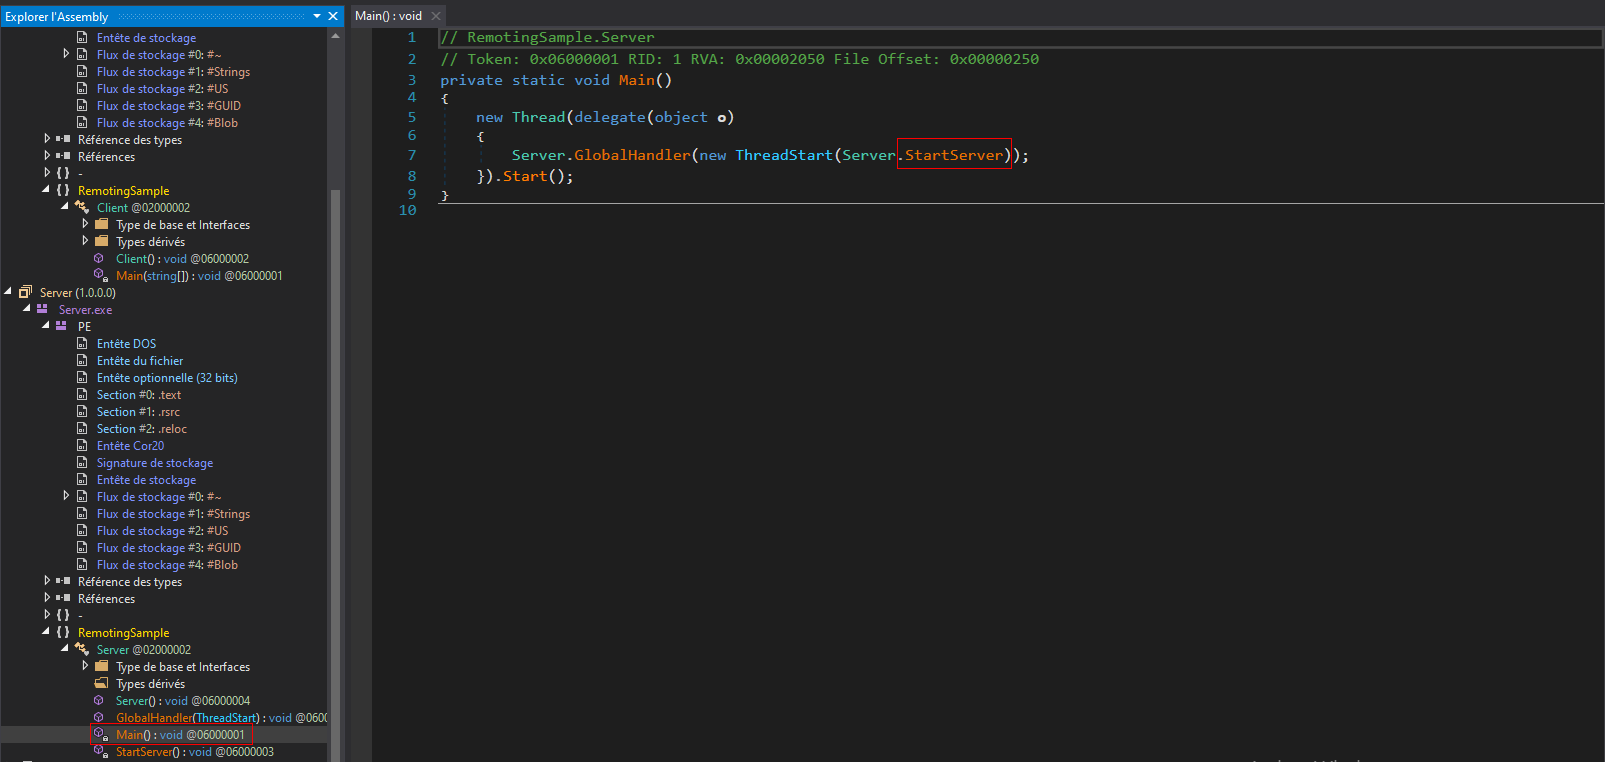 Explorer l'Assembly
Entête de stockage
Flux de stockage #0: #~
Flux de stockage #1: #Strings
Flux de stockage #2: #US
Flux de stockage #3: #GUID
Flux de stockage #4: #Blob
Référence des types
Références
{ } -
{ } RemotingSample
Client @02000002
Type de base et Interfaces
Types dérivés
Client() : void @06000002
Main(string[]) : void @06000001
Server (1.0.0.0)
Server.exe
PE
Entête DOS
Entête du fichier
Entête optionnelle (32 bits)
Section #0: .text
Section #1: .rsrc
Section #2: .reloc
Entête Cor20
Signature de stockage
Entête de stockage
Flux de stockage #0: #~
Flux de stockage #1: #Strings
Flux de stockage #2: #US
Flux de stockage #3: #GUID
Flux de stockage #4: #Blob
Référence des types
Références
{ } -
{ } RemotingSample
Server @02000002
Type de base et Interfaces
Types dérivés
Server() : void @06000004
GlobalHandler(ThreadStart) : void @060
Main() : void @06000001
StartServer() : void @06000003
Main() : void
1 // RemotingSample.Server
2 // Token: 0x06000001 RID: 1 RVA: 0x00002050 File Offset: 0x00000250
3 private static void Main()
4 {
5 new Thread(delegate(object o)
6 {
7 Server.GlobalHandler(new ThreadStart(Server.StartServer));
8 }).Start();
9 }
10